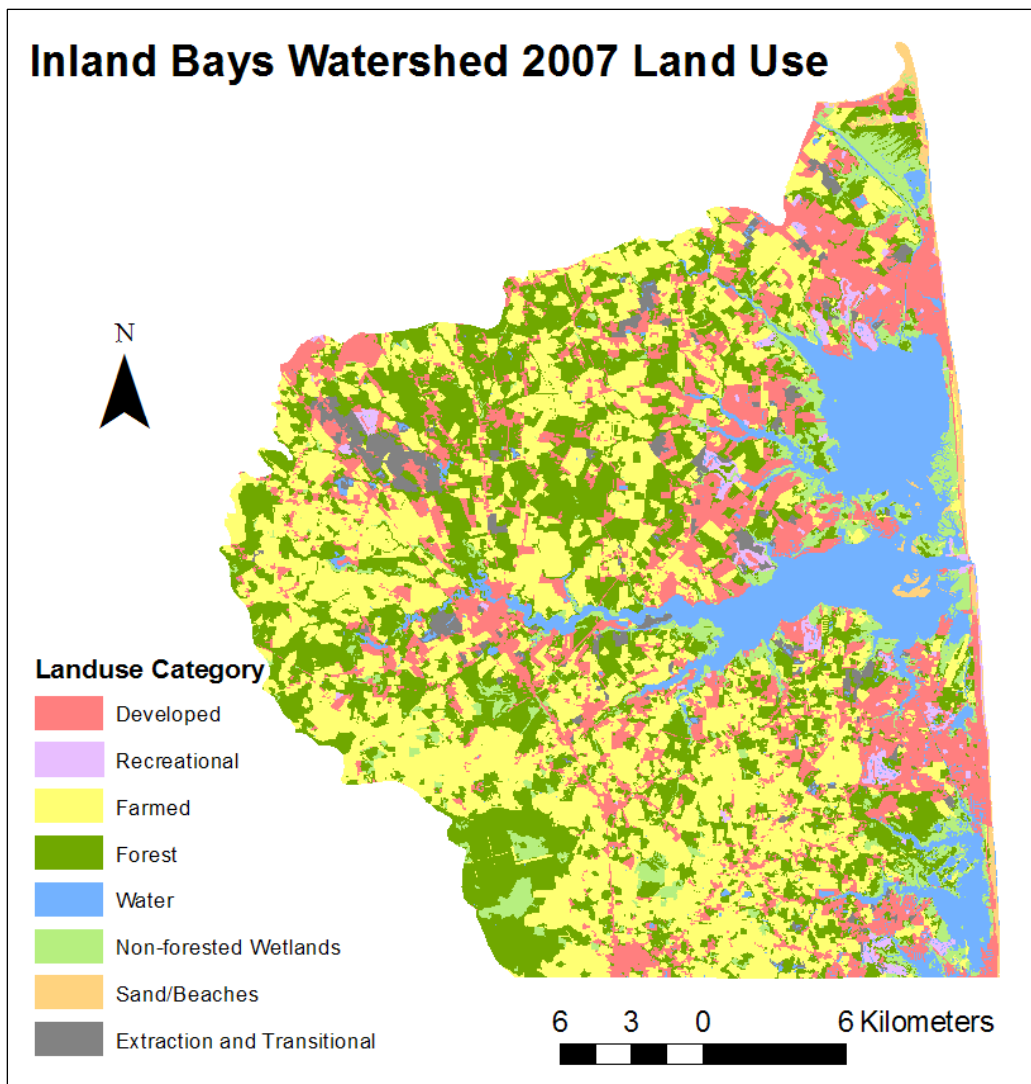 Inland Bays Watershed 2007 Land Use
N
Landuse Category
Developed
Recreational
Farmed
Forest
Water
Non-forested Wetlands
Sand/Beaches
Extraction and Transitional
6 3 0 6 Kilometers